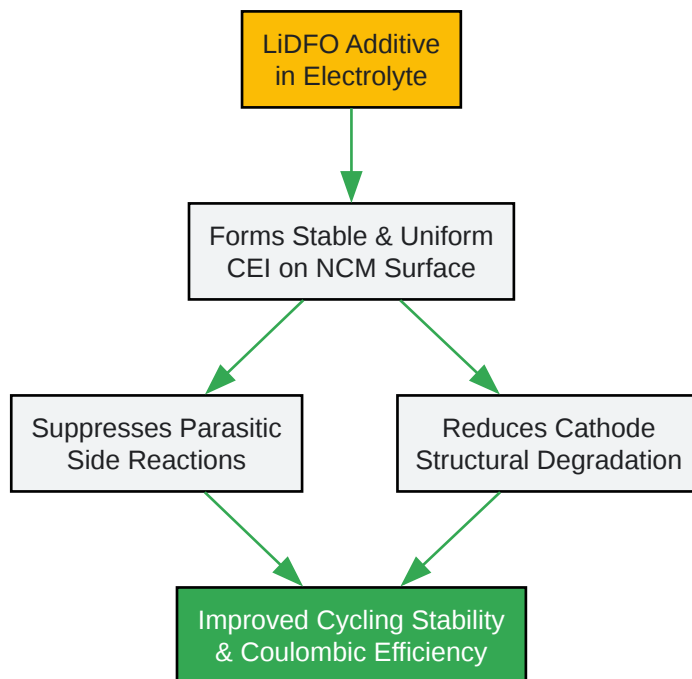 LiDFO Additive
in Electrolyte
Forms Stable & Uniform
CEI on NCM Surface
Suppresses Parasitic
Side Reactions
Reduces Cathode
Structural Degradation
Improved Cycling Stability
& Coulombic Efficiency